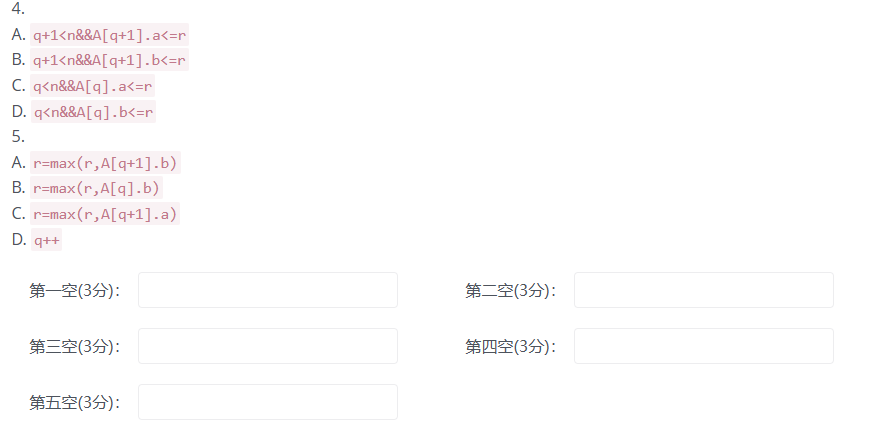 4.
A. q+1<n&&A[q+1].a<=r
B. q+1<n&&A[q+1].b<=r
C. q<n&&A[q].a<=r
D. q<n&&A[q].b<=r
5.
A. r=max(r,A[q+1].b)
B. r=max(r,A[q].b)
C. r=max(r,A[q+1].a)
D. q++
第一空(3分)： 第二空(3分)：
第三空(3分)： 第四空(3分)：
第五空(3分)：